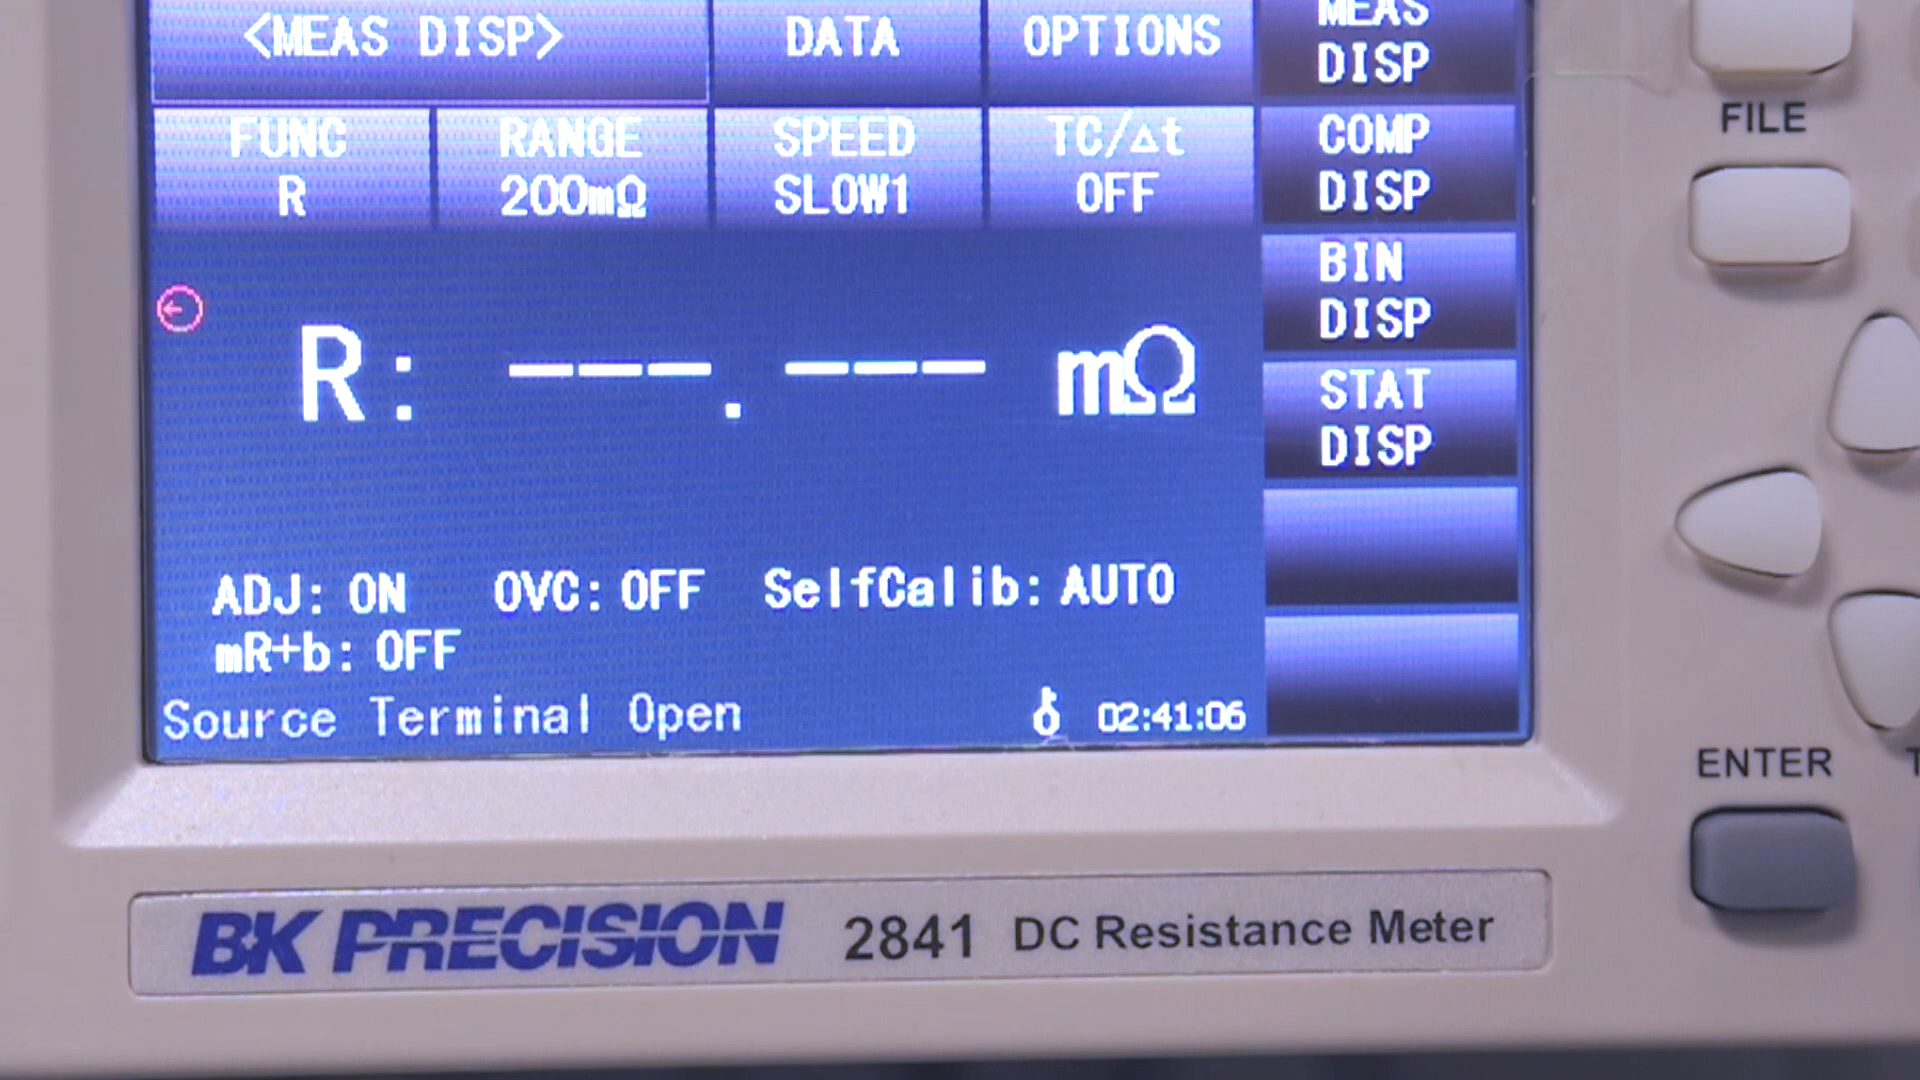 <MEAS DISP> DATA OPTIONS MEAS DISP
FUNC R RANGE 200mΩ SPEED SLOW1 TC/Δt OFF COMP DISP
BIN DISP
R: ---.--- mΩ
STAT DISP
ADJ: ON OVC: OFF SelfCalib: AUTO
mR+b: OFF
Source Terminal Open 02:41:06
FILE
ENTER
BK PRECISION 2841 DC Resistance Meter